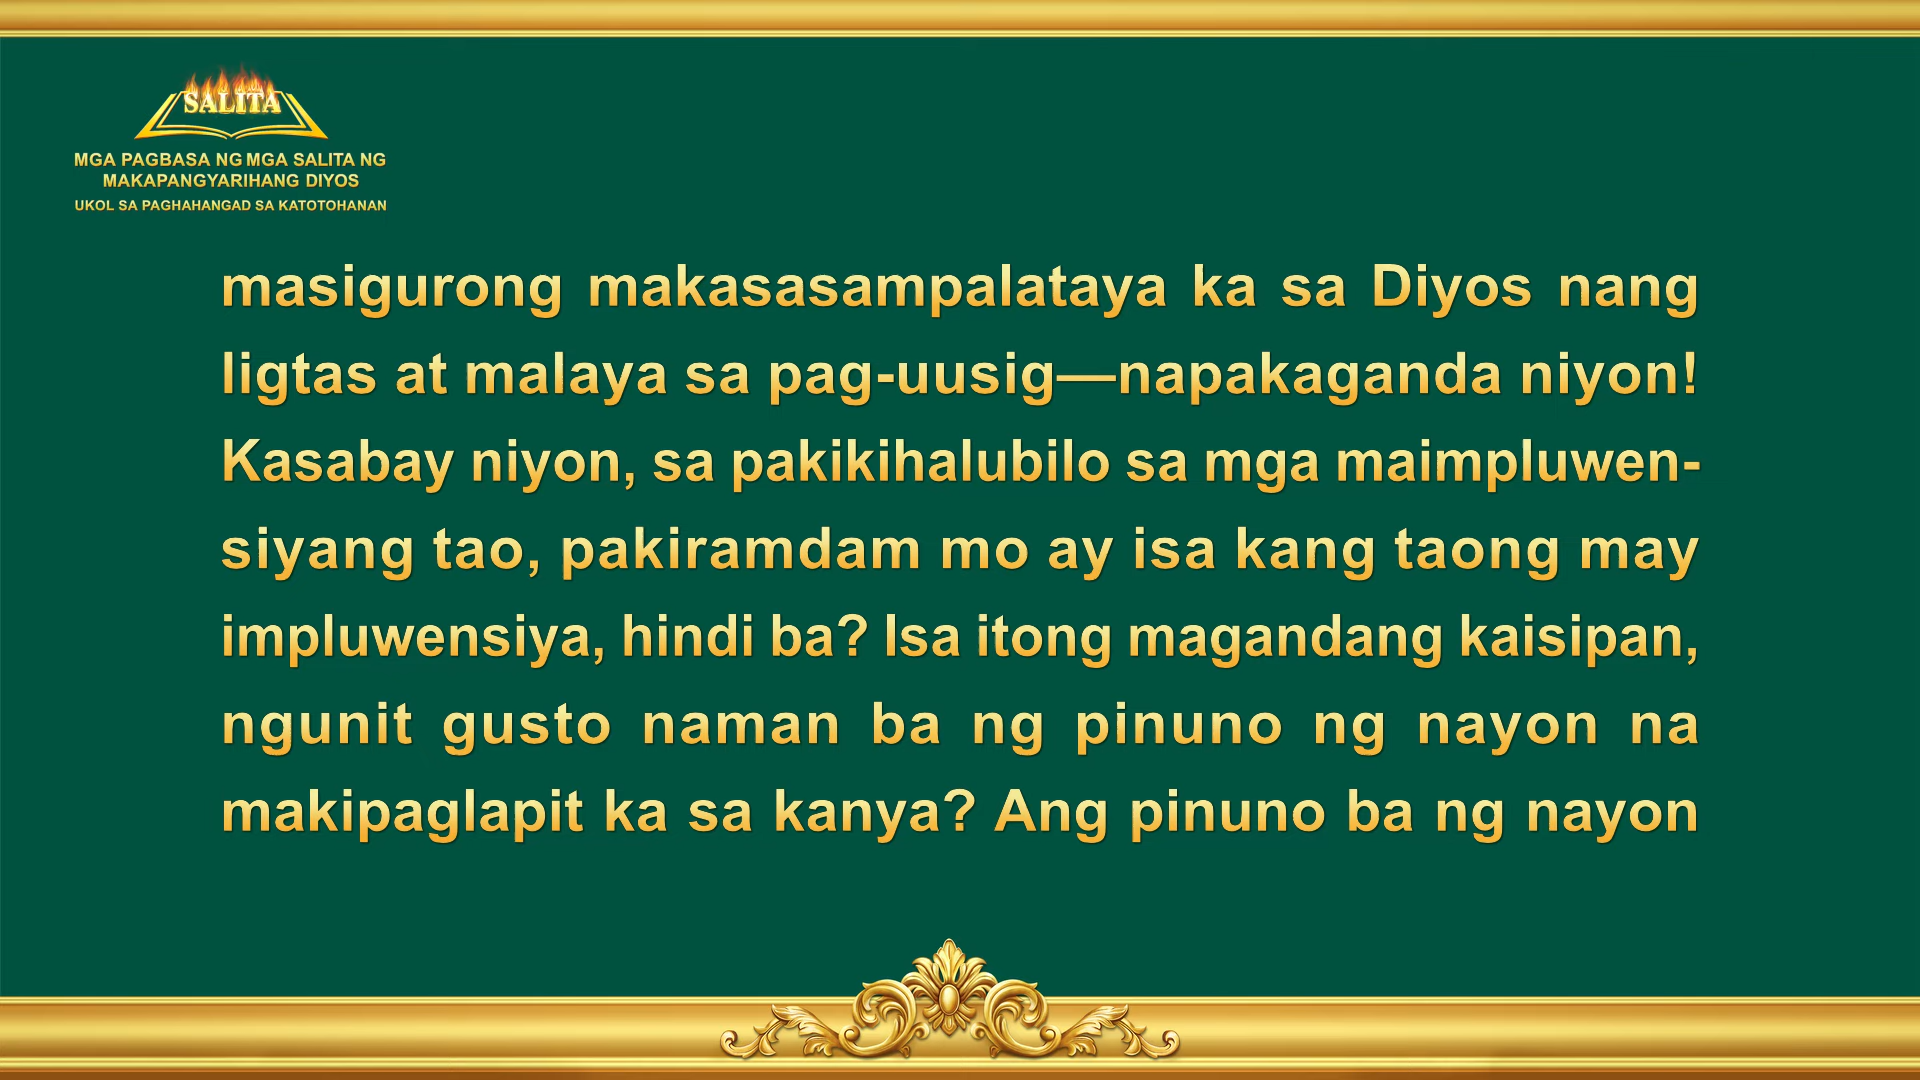 SALITA
MGA PAGBASA NG MGA SALITA NG
MAKAPANGYARIHANG DIYOS
UKOL SA PAGHAHANGAD SA KATOTOHANAN
masigurong makasasampalataya ka sa Diyos nang
ligtas at malaya sa pag-uusig—napakaganda niyon!
Kasabay niyon, sa pakikihalubilo sa mga maimpluwen-
siyang tao, pakiramdam mo ay isa kang taong may
impluwensiya, hindi ba? Isa itong magandang kaisipan,
ngunit gusto naman ba ng pinuno ng nayon na
makipaglapit ka sa kanya? Ang pinuno ba ng nayon